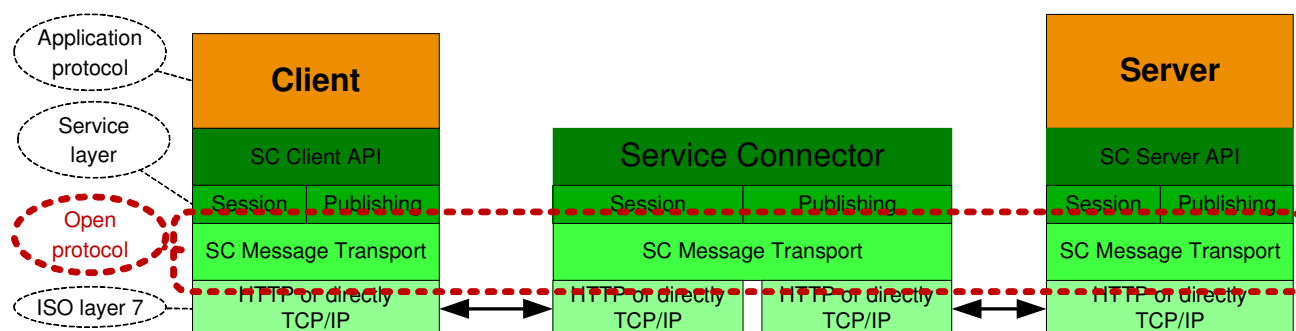 Application
protocol
Service
layer
Open
protocol
ISO layer 7
Client
SC Client API
Session Publishing
SC Message Transport
HTTP or directly
TCP/IP
Service Connector
Session Publishing
SC Message Transport
HTTP or directly
TCP/IP
HTTP or directly
TCP/IP
Server
SC Server API
Session Publishing
SC Message Transport
HTTP or directly
TCP/IP